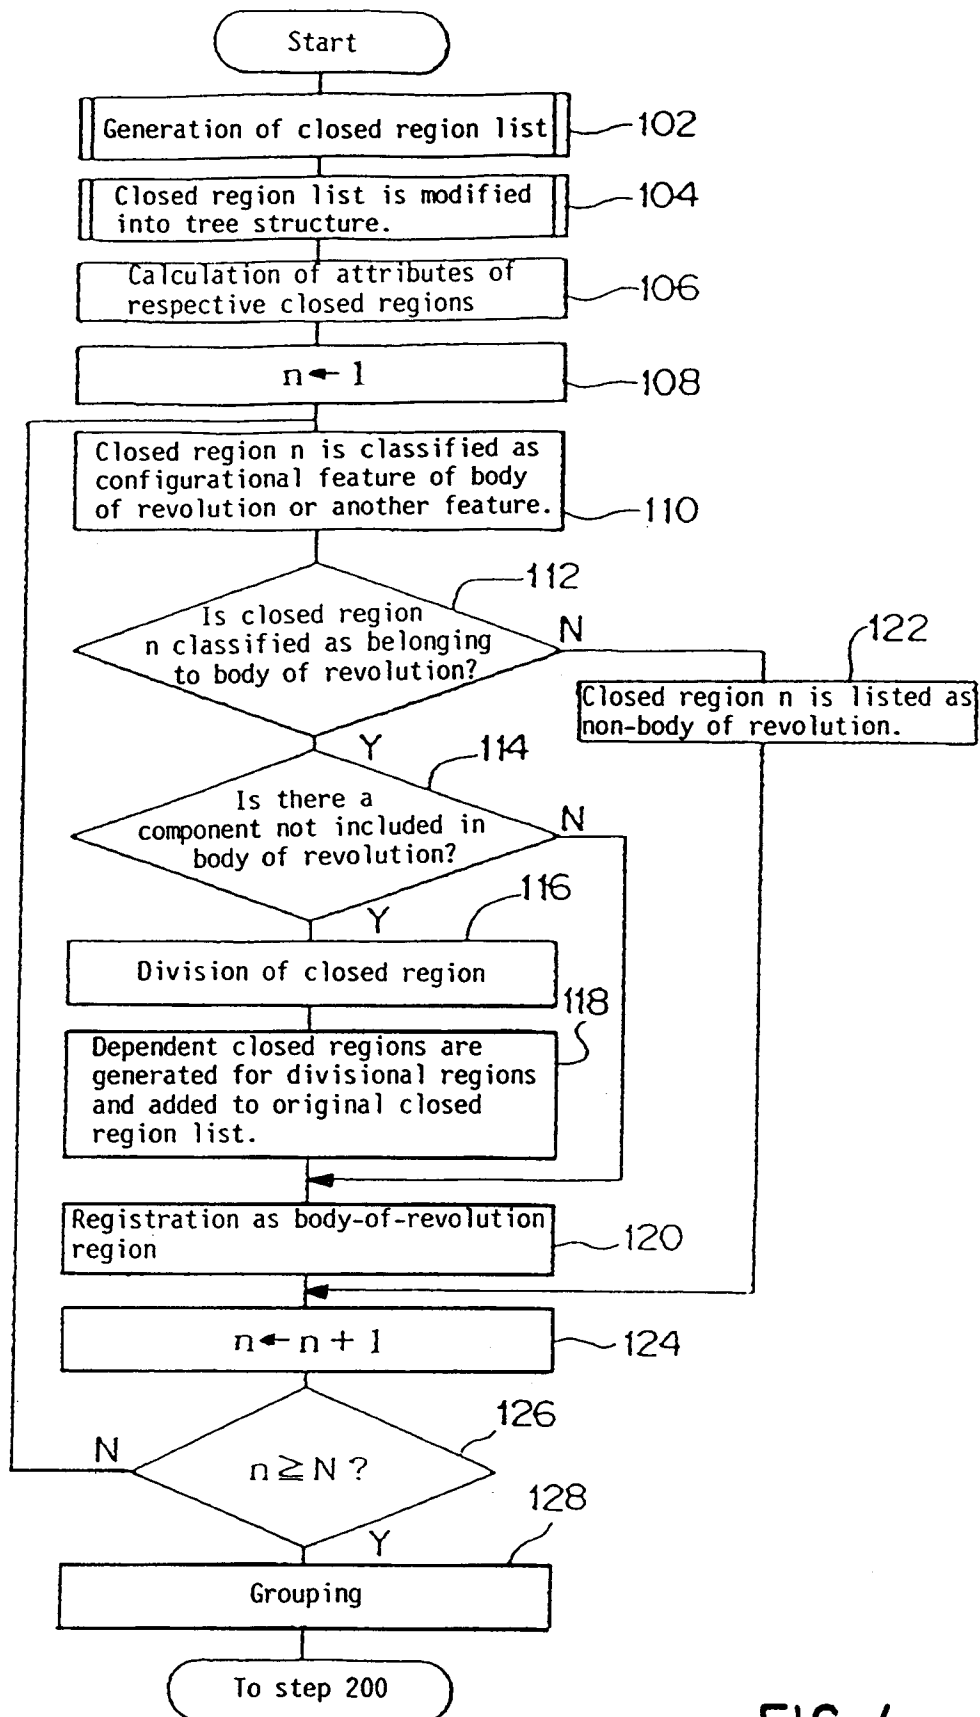 Start
Generation of closed region list
102
Closed region list is modified
into tree structure.
104
Calculation of attributes of
respective closed regions
106
n ← 1
108
Closed region n is classified as
configurational feature of body
of revolution or another feature.
110
112
Is closed region
n classified as belonging
to body of revolution?
N
122
Closed region n is listed as
non-body of revolution.
Y
114
Is there a
component not included in
body of revolution?
N
116
Y
Division of closed region
118
Dependent closed regions are
generated for divisional regions
and added to original closed
region list.
Registration as body-of-revolution
region
120
n ← n + 1
124
126
N
n ≧ N ?
128
Y
Grouping
To step 200